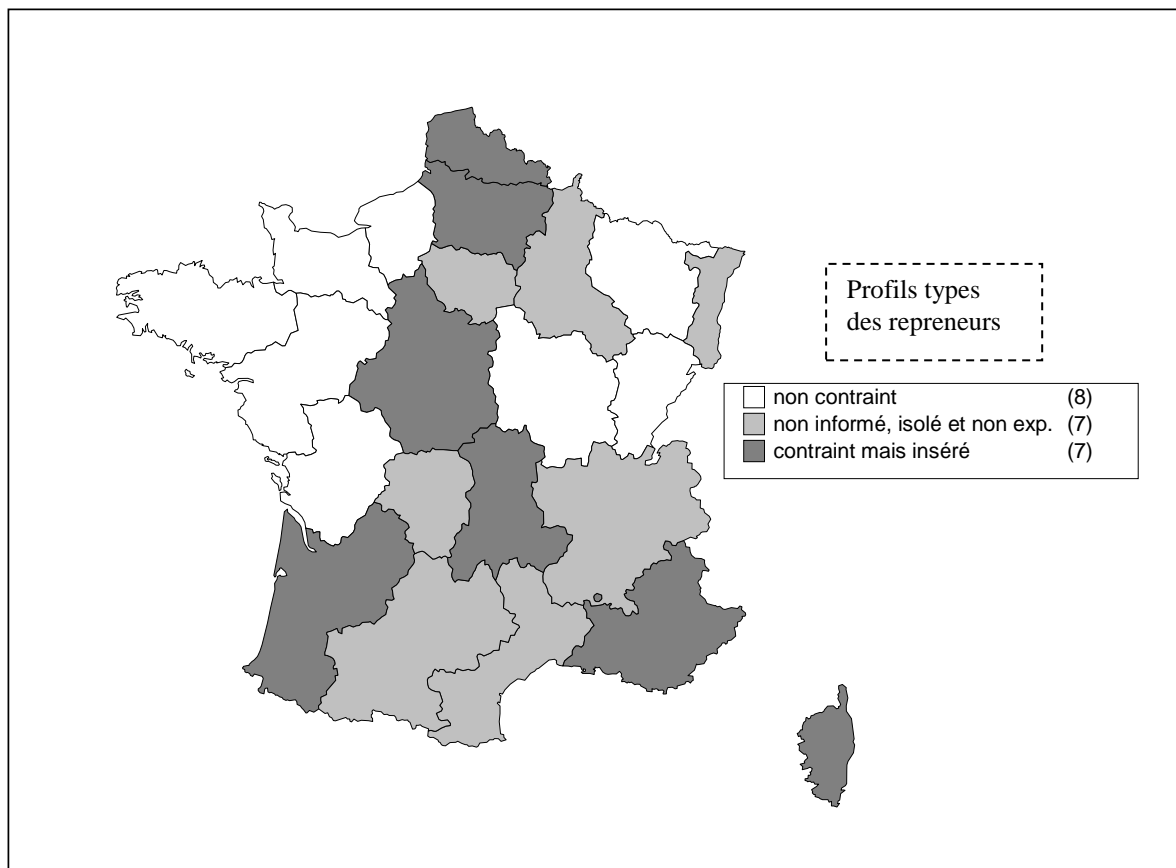 Profils types
des repreneurs
non contraint (8)
non informé, isolé et non exp. (7)
contraint mais inséré (7)